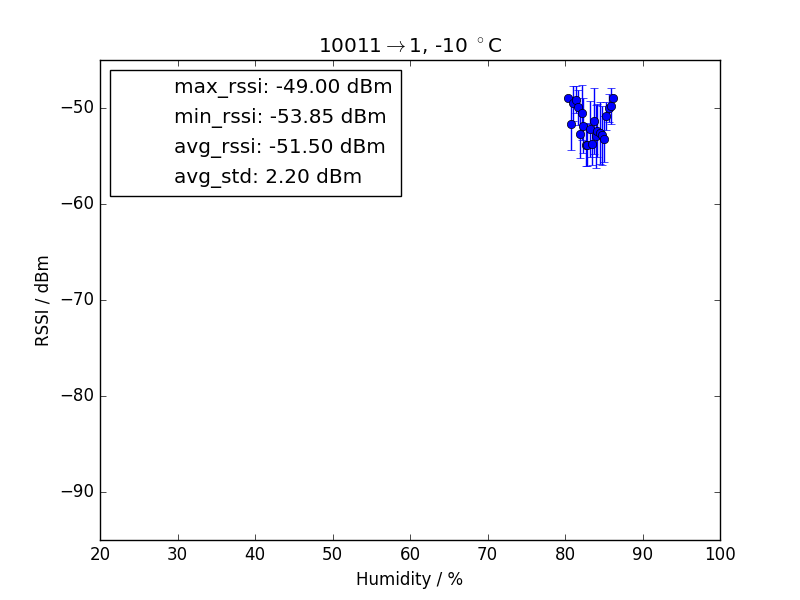 10011→1, -10 °C
max_rssi: -49.00 dBm
min_rssi: -53.85 dBm
avg_rssi: -51.50 dBm
avg_std: 2.20 dBm
RSSI / dBm
−50
−60
−70
−80
−90
20 30 40 50 60 70 80 90 100
Humidity / %